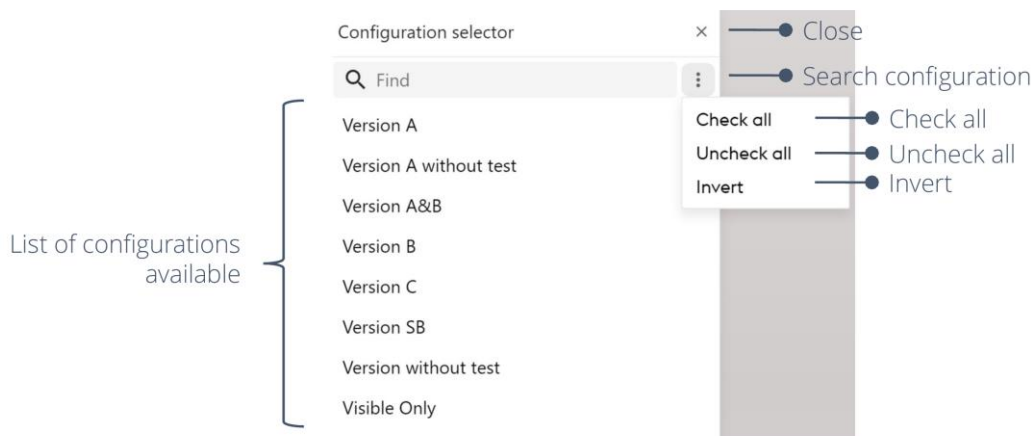 Configuration selector
Close
Find
Search configuration
Check all
Check all
Uncheck all
Uncheck all
Invert
Invert
List of configurations
available
Version A
Version A without test
Version A&B
Version B
Version C
Version SB
Version without test
Visible Only